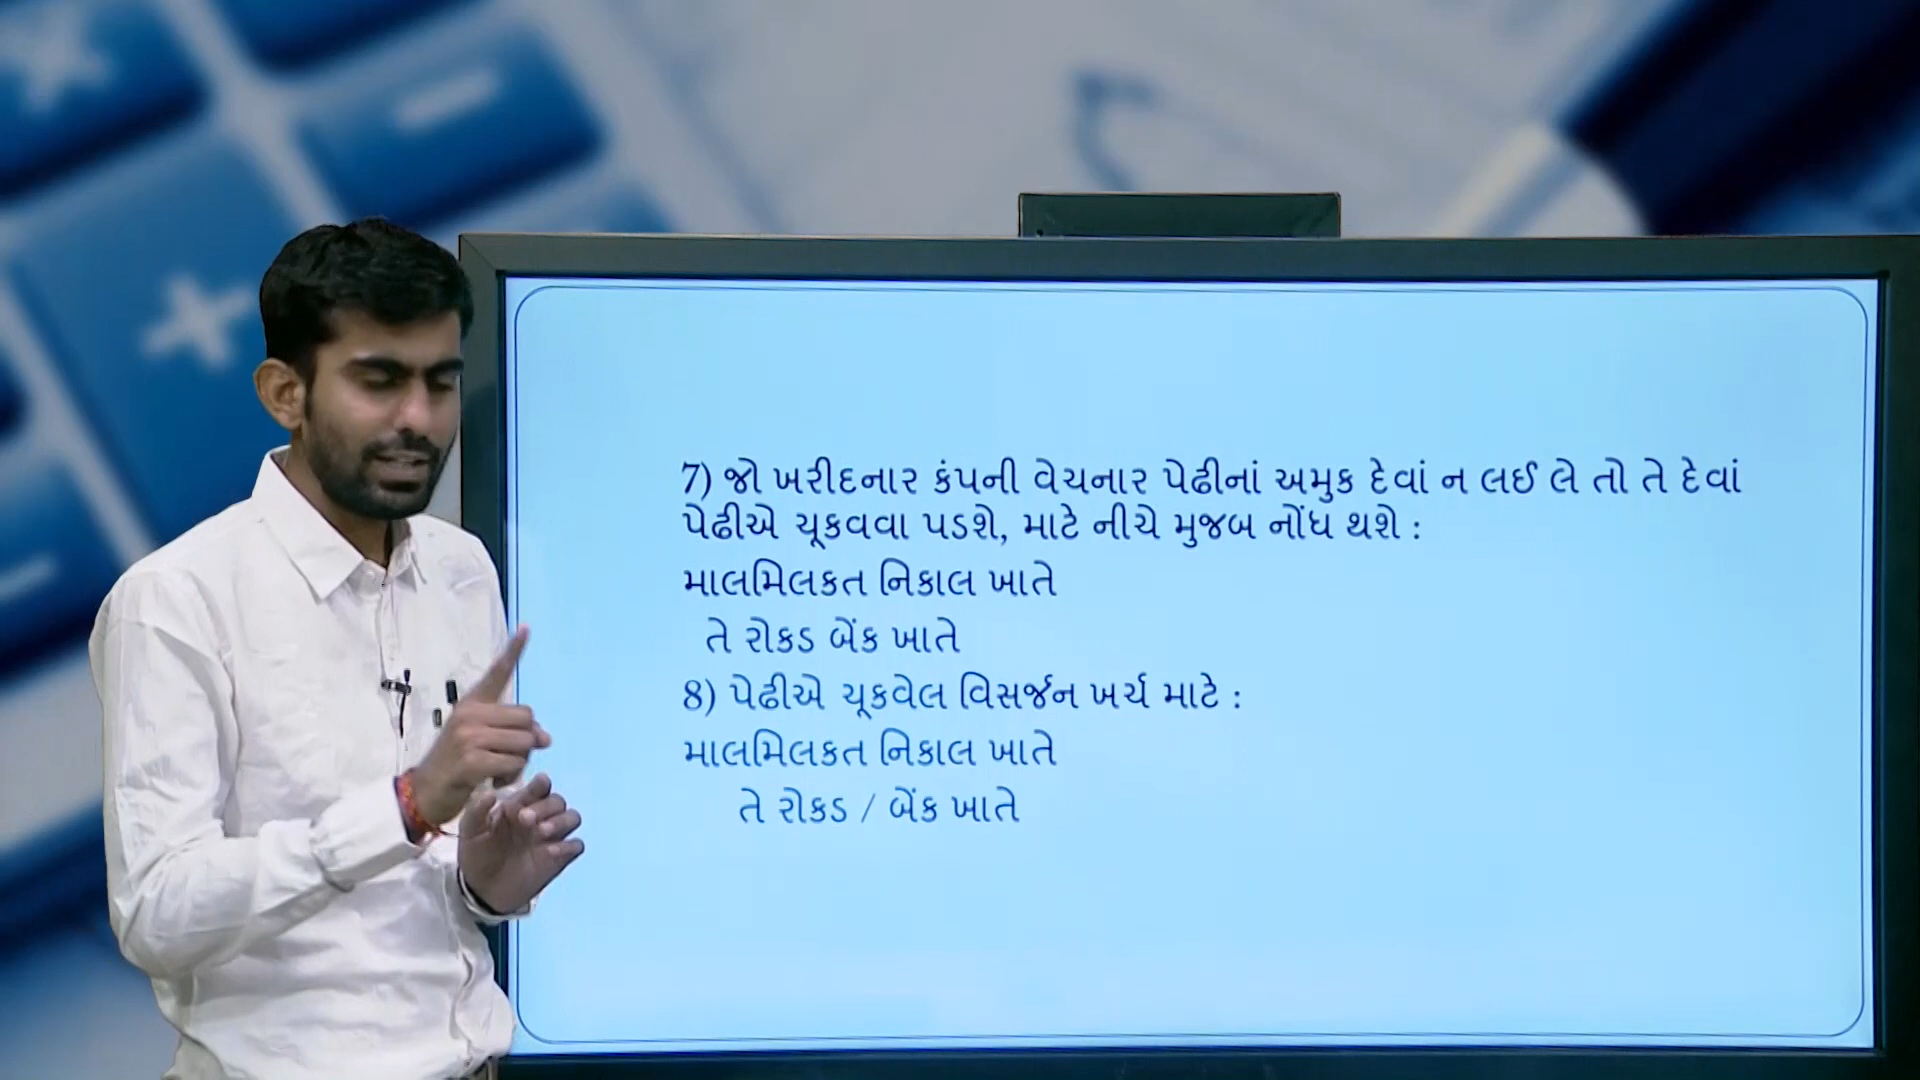 7) જો ખરીદનાર કંપની વેચનાર પેઢીનાં અમુક દેવાં ન લઈ લે તો તે દેવાં
પેઢીએ ચૂકવવા પડશે, માટે નીચે મુજબ નોંધ થશે :
માલમિલકત નિકાલ ખાતે
તે રોકડ બેંક ખાતે
8) પેઢીએ ચૂકવેલ વિસર્જન ખર્ચ માટે :
માલમિલકત નિકાલ ખાતે
તે રોકડ / બેંક ખાતે